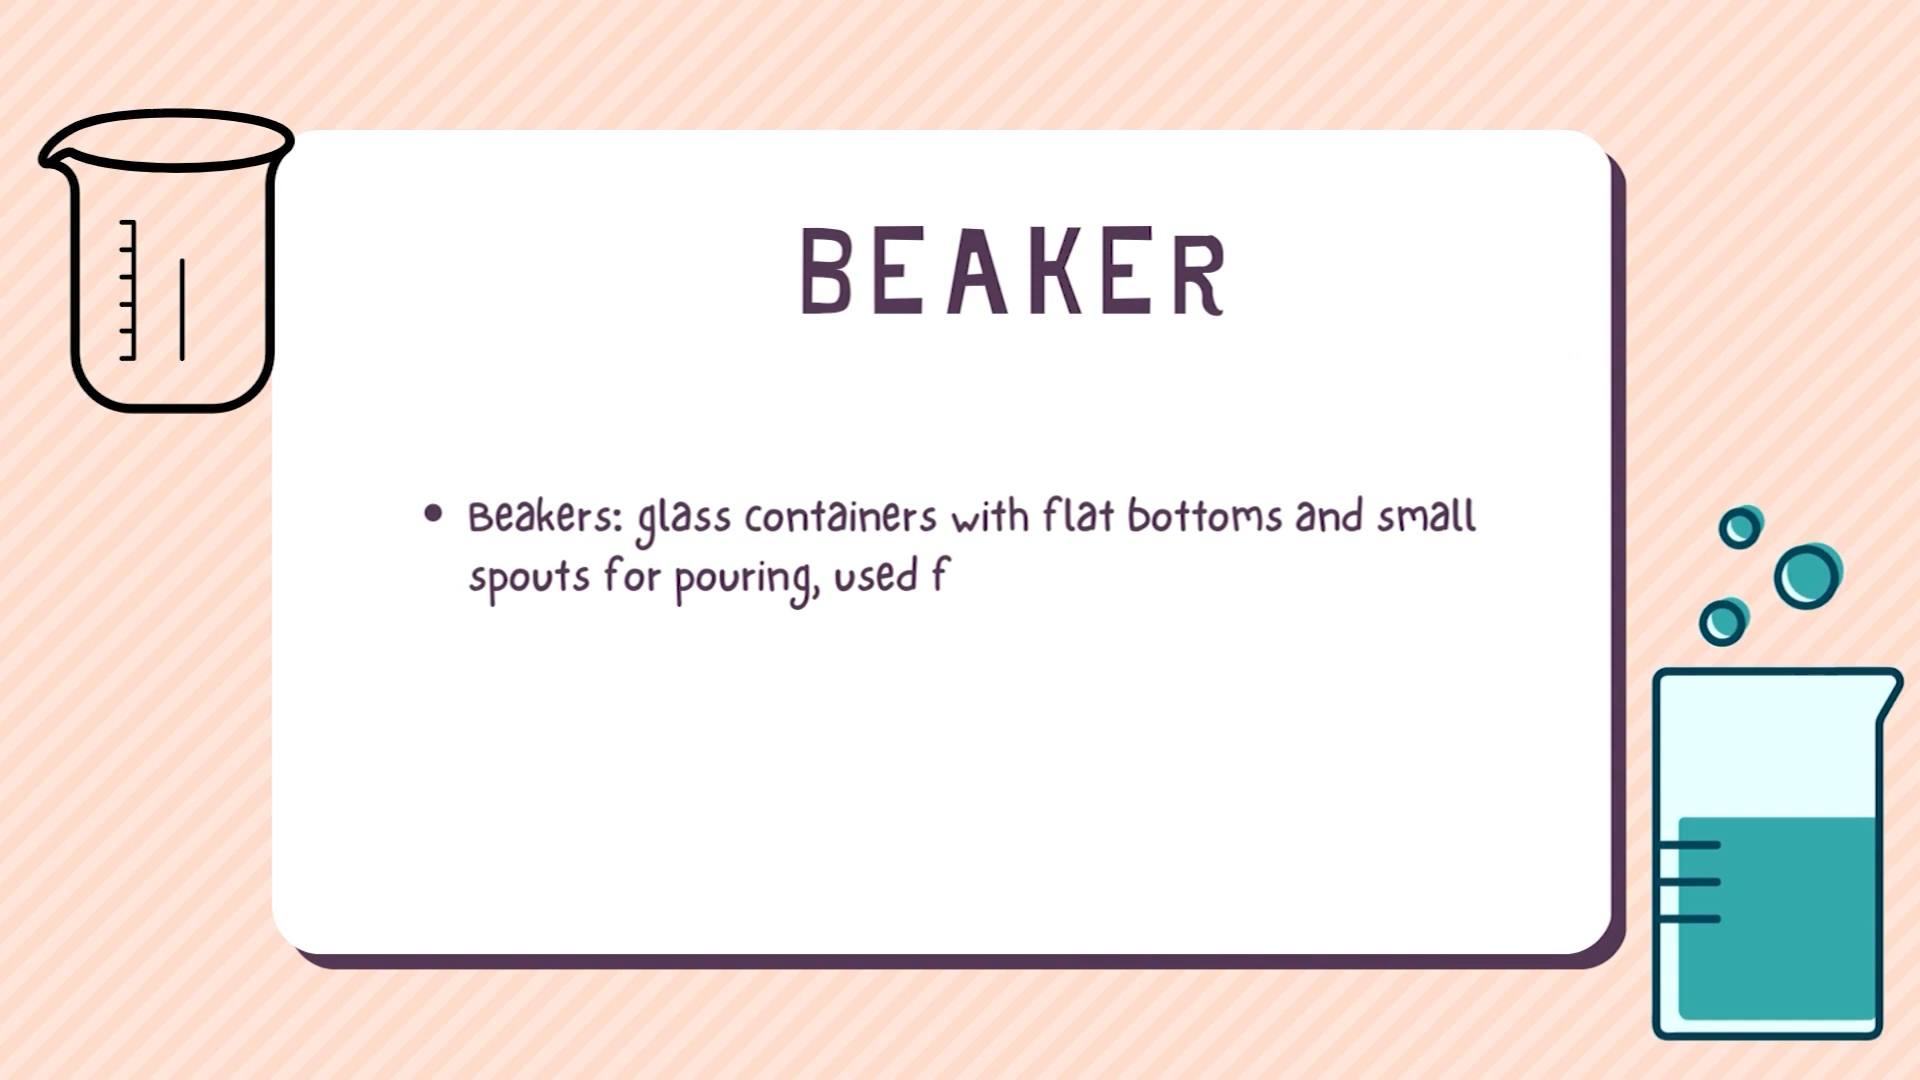 BEAKER
• Beakers: glass containers with flat bottoms and small
spouts for pouring, used f